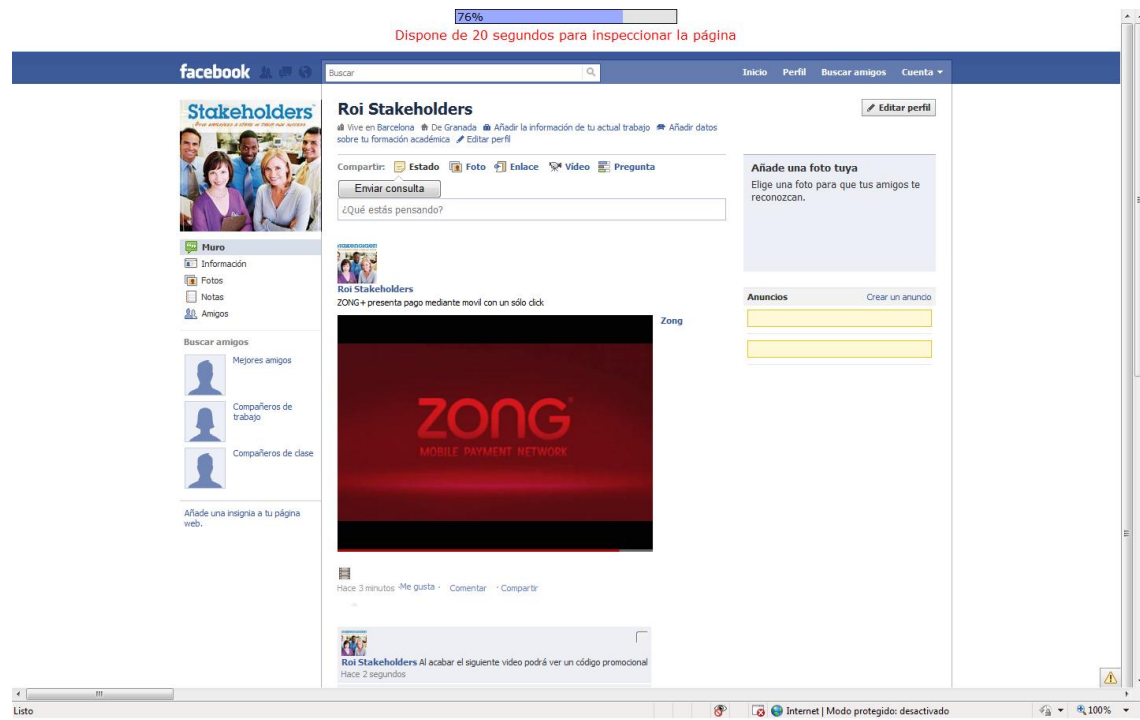 76%
Dispone de 20 segundos para inspeccionar la página
facebook
Buscar
Inicio Perfil Buscar amigos Cuenta
Stakeholders
Roi Stakeholders
Editar perfil
Vive en Barcelona De Granada Añadir la información de tu actual trabajo Añadir datos
sobre tu formación académica Editar perfil
Compartir: Estado Foto Enlace Vídeo Pregunta
Enviar consulta
¿Qué estás pensando?
Añade una foto tuya
Elige una foto para que tus amigos te
reconozcan.
Muro
Información
Fotos
Notas
Amigos
Buscar amigos
Mejores amigos
Compañeros de
trabajo
Compañeros de clase
Añade una insignia a tu página
web.
Stakeholders
Roi Stakeholders
ZONG+ presenta pago mediante movil con un sólo click
Zong
ZONG
MOBILE PAYMENT NETWORK
Anuncios Crear un anuncio
Hace 3 minutos ·Me gusta · Comentar · Compartir
Roi Stakeholders Al acabar el siguiente video podrá ver un código promocional
Hace 2 segundos
Listo
Internet | Modo protegido: desactivado
100%